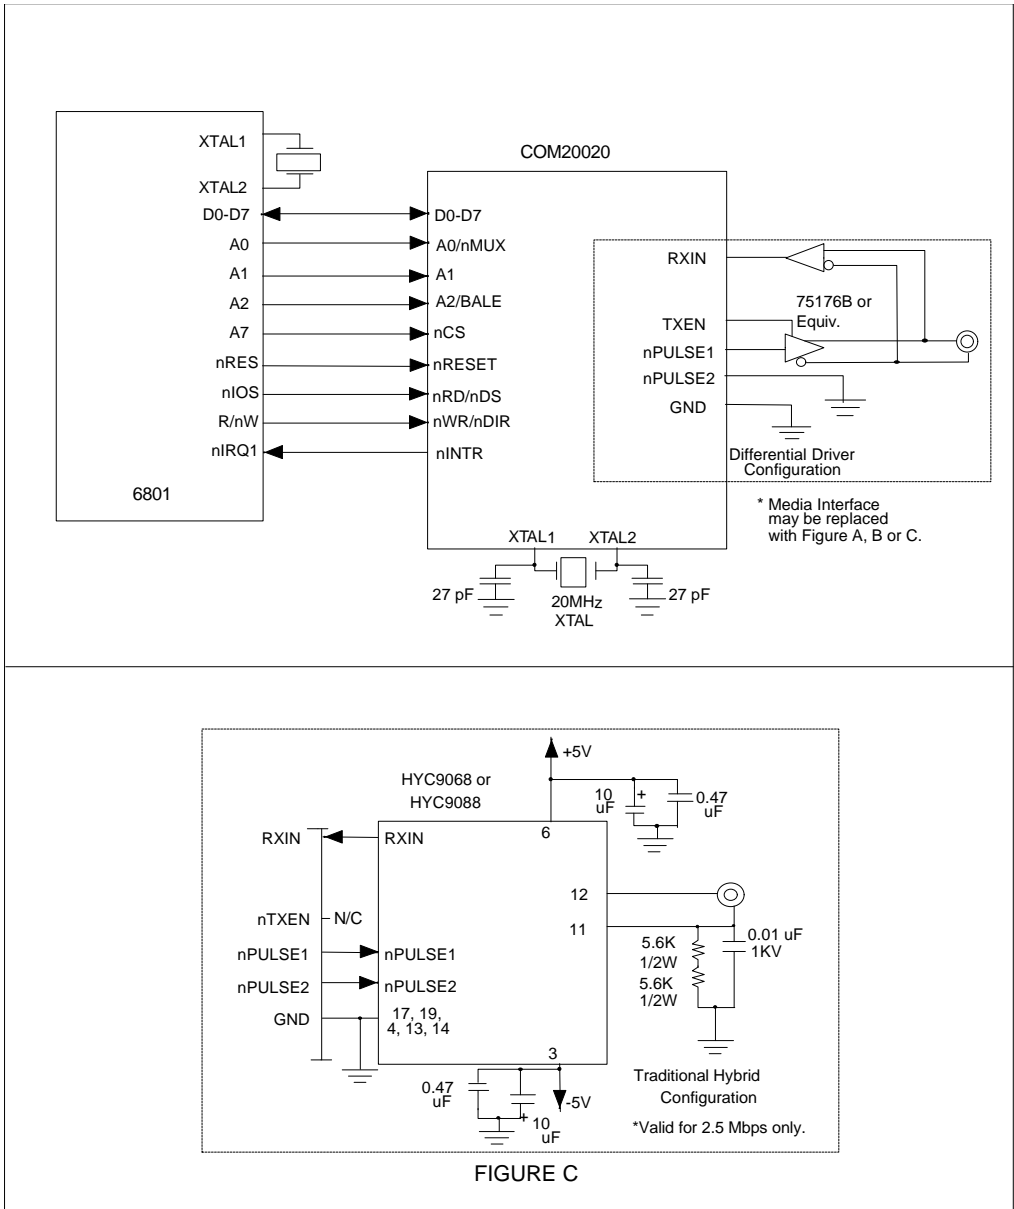 COM20020
XTAL1
XTAL2
D0-D7
A0
A1
A2
A7
nRES
nIOS
R/nW
nIRQ1
6801
D0-D7
A0/nMUX
A1
A2/BALE
nCS
nRESET
nRD/nDS
nWR/nDIR
nINTR
RXIN
TXEN
nPULSE1
nPULSE2
GND
75176B or
Equiv.
Differential Driver
Configuration
* Media Interface
may be replaced
with Figure A, B or C.
XTAL1
XTAL2
27 pF
20MHz
XTAL
27 pF
+5V
HYC9068 or
HYC9088
10
uF
+
0.47
uF
6
RXIN
RXIN
nTXEN
N/C
nPULSE1
nPULSE1
nPULSE2
nPULSE2
GND
17, 19,
4, 13, 14
12
11
5.6K
1/2W
5.6K
1/2W
0.01 uF
1KV
3
0.47
uF
+
10
uF
-5V
Traditional Hybrid
Configuration
*Valid for 2.5 Mbps only.
FIGURE C